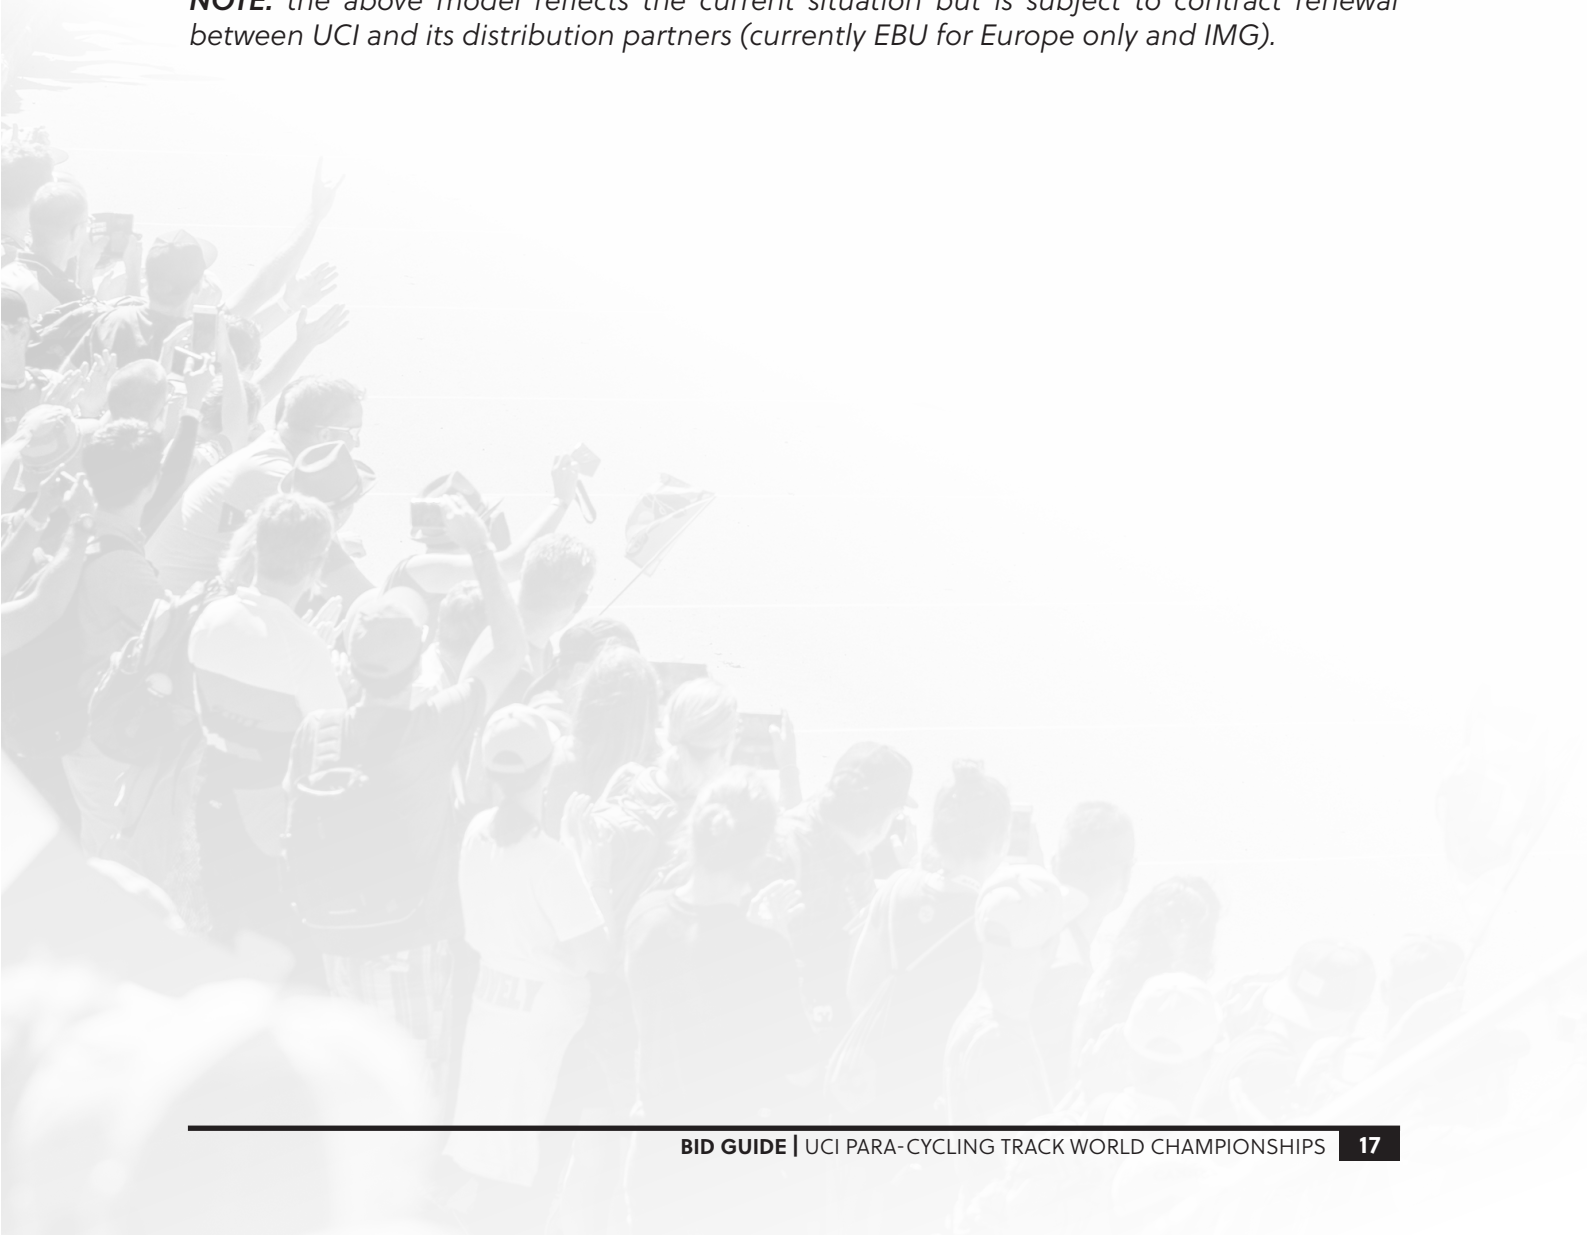 NOTE: the above model reflects the current situation but is subject to contract renewal
between UCI and its distribution partners (currently EBU for Europe only and IMG).
BID GUIDE | UCI PARA-CYCLING TRACK WORLD CHAMPIONSHIPS 17